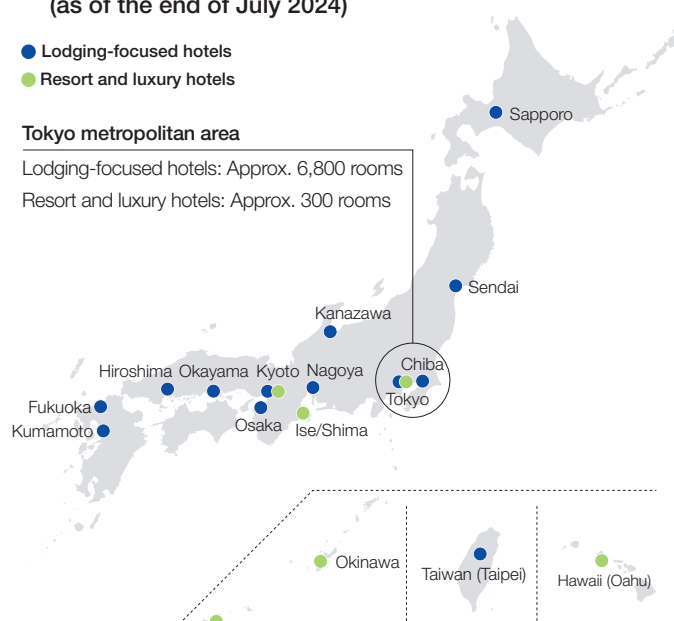 (as of the end of July 2024)
Lodging-focused hotels
Resort and luxury hotels
Tokyo metropolitan area
Lodging-focused hotels: Approx. 6,800 rooms
Resort and luxury hotels: Approx. 300 rooms
Sapporo
Sendai
Kanazawa
Hiroshima
Okayama
Kyoto
Nagoya
Chiba
Tokyo
Fukuoka
Osaka
Ise/Shima
Kumamoto
Okinawa
Taiwan (Taipei)
Hawaii (Oahu)